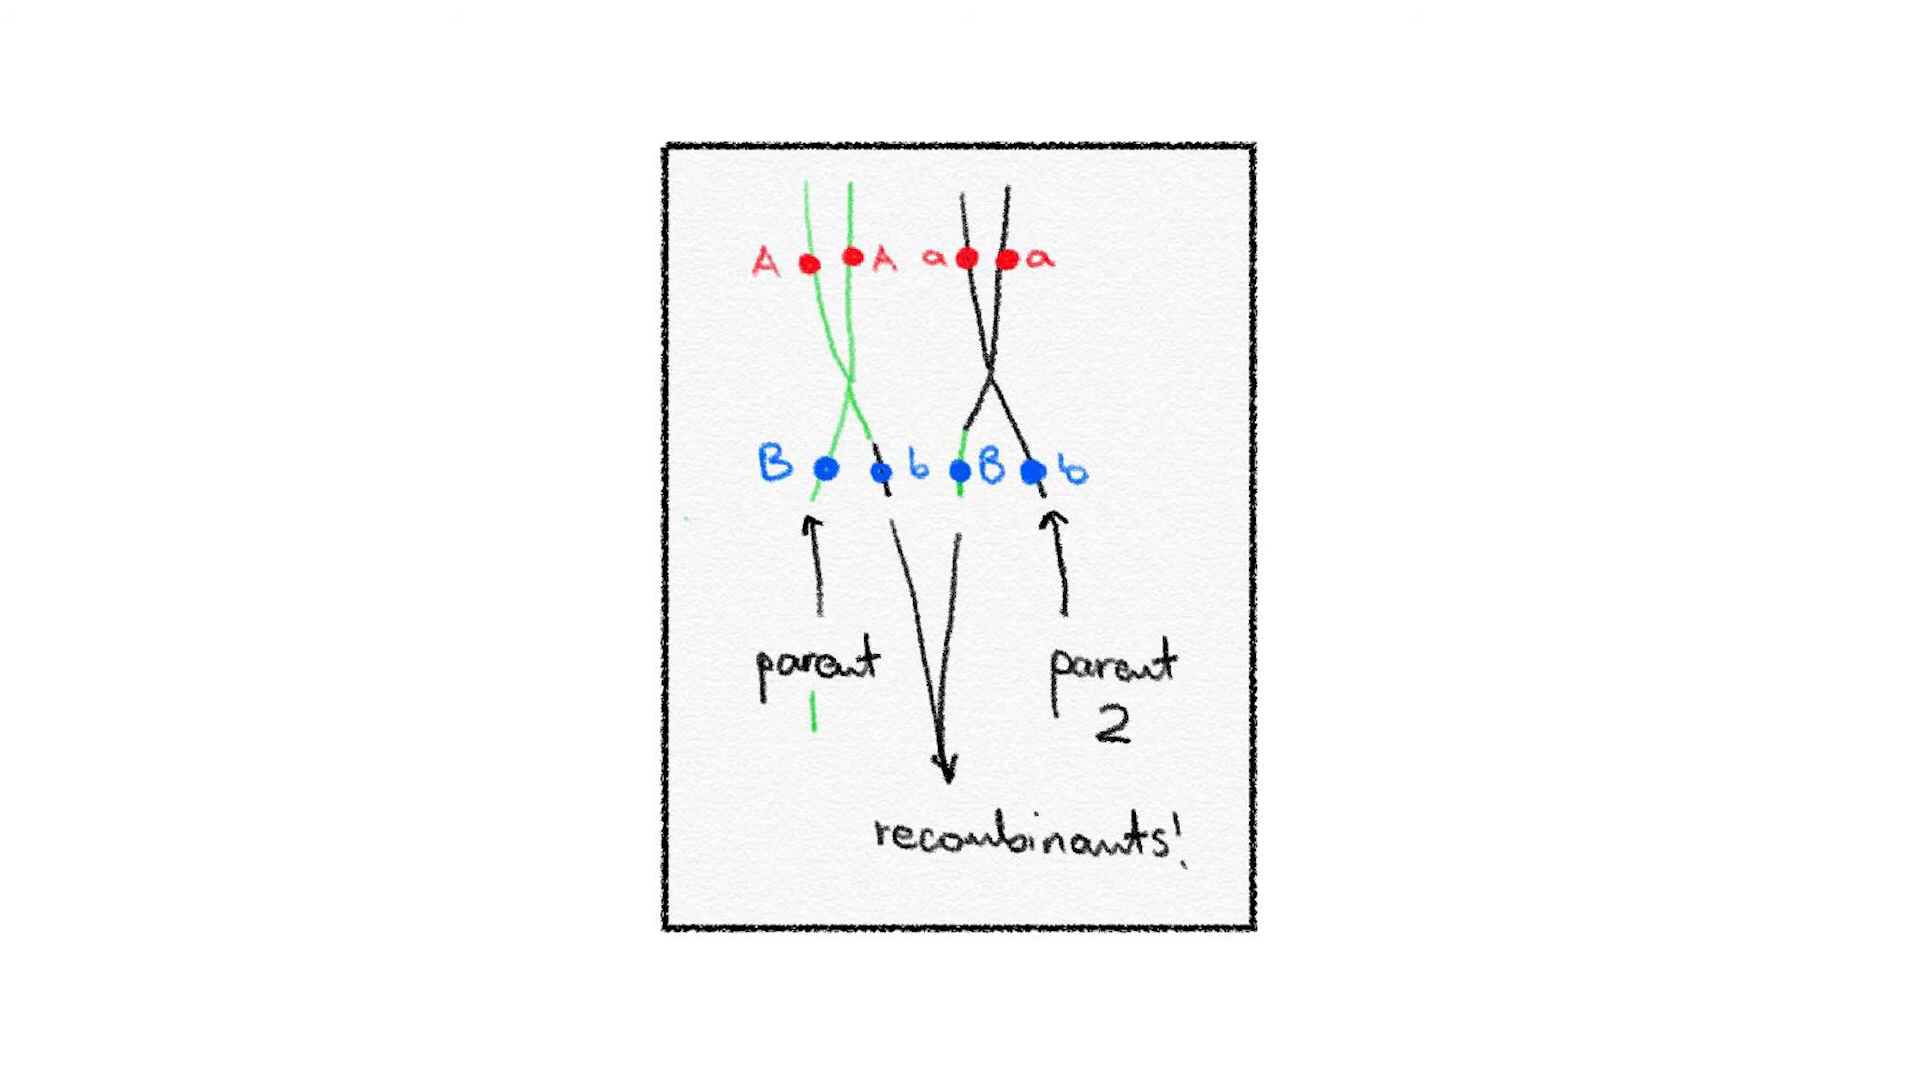 A A a a
B b B b
parent parent
1 2
recombinants!